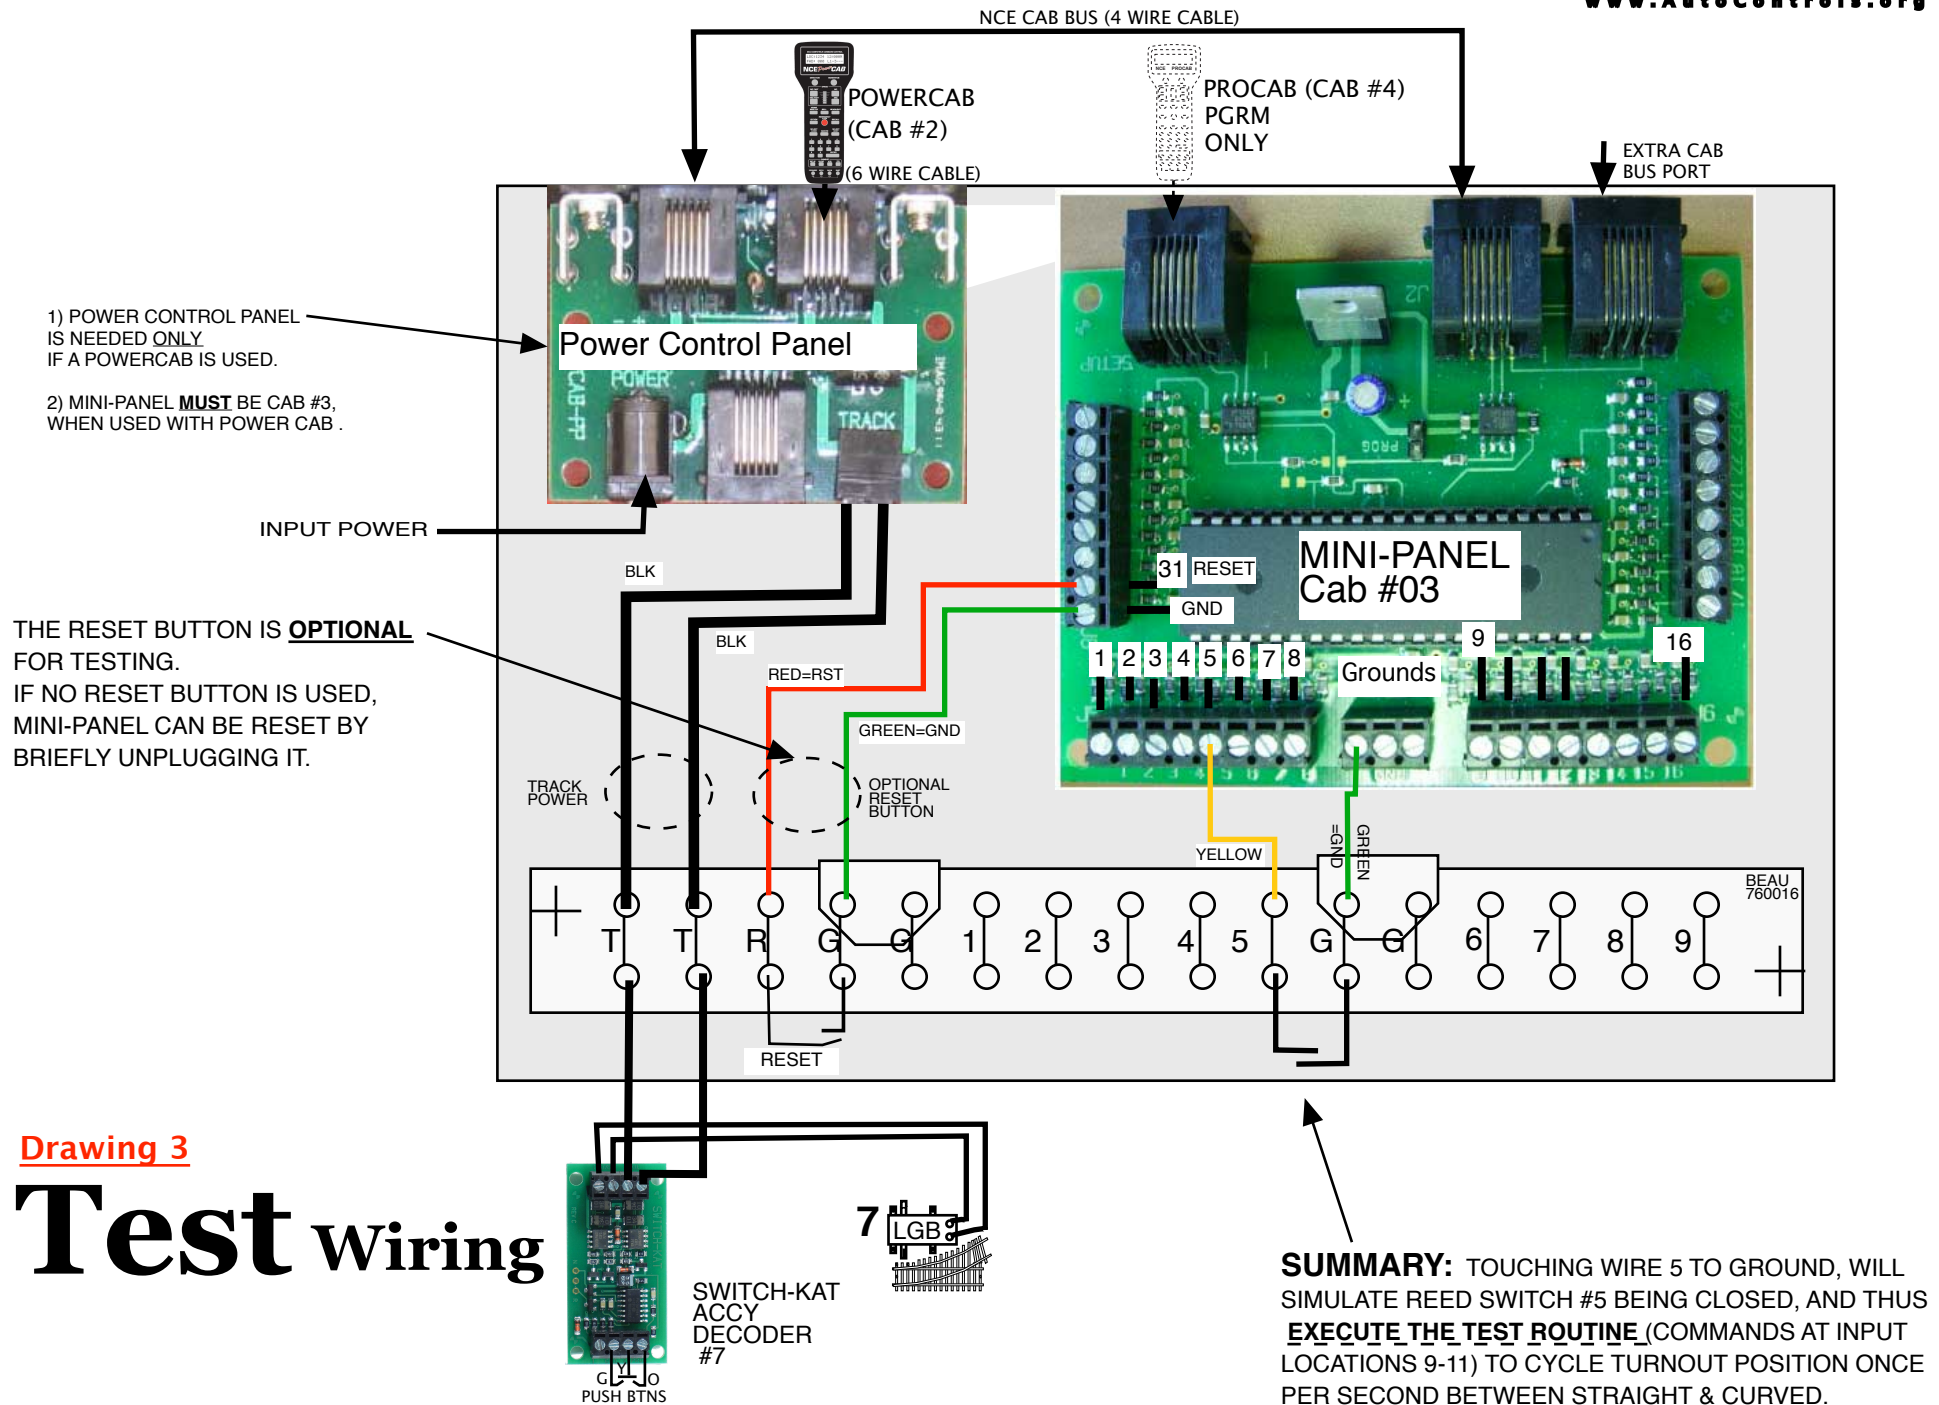 www.AutoControls.org
NCE CAB BUS (4 WIRE CABLE)
POWERCAB
(CAB #2)
(6 WIRE CABLE)
NCE PROCAB
PROCAB (CAB #4)
PGRM
ONLY
EXTRA CAB
BUS PORT
1) POWER CONTROL PANEL
IS NEEDED ONLY
IF A POWERCAB IS USED.
2) MINI-PANEL MUST BE CAB #3,
WHEN USED WITH POWER CAB .
Power Control Panel
POWER
TRACK
INPUT POWER
J2
SETUP
PROG
MINI-PANEL
Cab #03
31 RESET
GND
1 2 3 4 5 6 7 8
Grounds
9
16
BLK
BLK
RED=RST
GREEN=GND
THE RESET BUTTON IS OPTIONAL
FOR TESTING.
IF NO RESET BUTTON IS USED,
MINI-PANEL CAN BE RESET BY
BRIEFLY UNPLUGGING IT.
TRACK
POWER
OPTIONAL
RESET
BUTTON
YELLOW
GREEN
=GND
BEAU
760016
T T R G G 1 2 3 4 5 G G 6 7 8 9
RESET
Drawing 3
Test Wiring
7
LGB
SWITCH-KAT
ACCY
DECODER
#7
G Y O
PUSH BTNS
SUMMARY: TOUCHING WIRE 5 TO GROUND, WILL
SIMULATE REED SWITCH #5 BEING CLOSED, AND THUS
EXECUTE THE TEST ROUTINE (COMMANDS AT INPUT
LOCATIONS 9-11) TO CYCLE TURNOUT POSITION ONCE
PER SECOND BETWEEN STRAIGHT & CURVED.